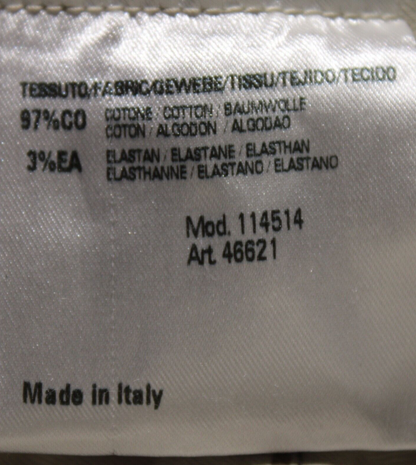 TESSUTO/FABRIC/GEWEBE/TISSU/TEJIDO/TECIDO
97%CO COTONE / COTTON / BAUMWOLLE
COTON / ALGODON / ALGODAO
3%EA ELASTAN / ELASTANE / ELASTHAN
ELASTHANNE / ELASTANO / ELASTANO
Mod. 114514
Art. 46621
Made in Italy